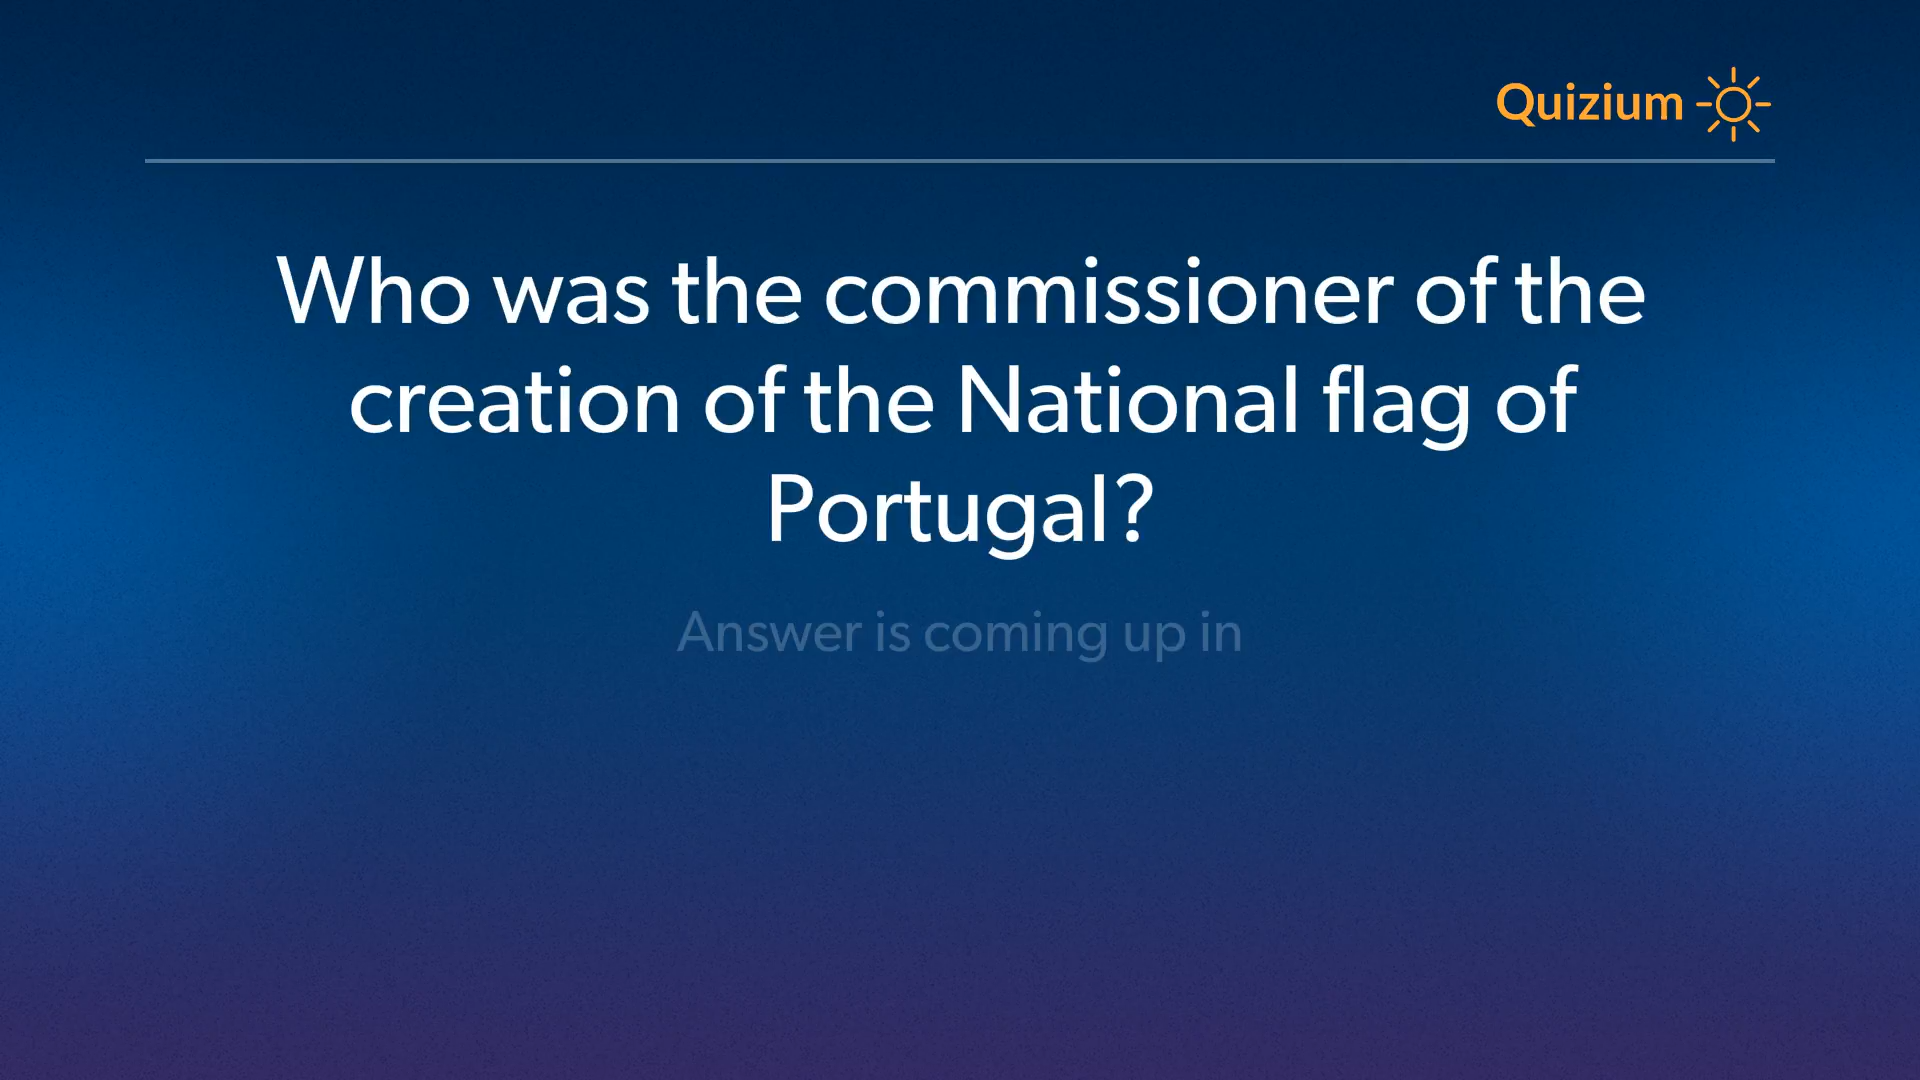 Quizium
Who was the commissioner of the
creation of the National flag of
Portugal?
Answer is coming up in